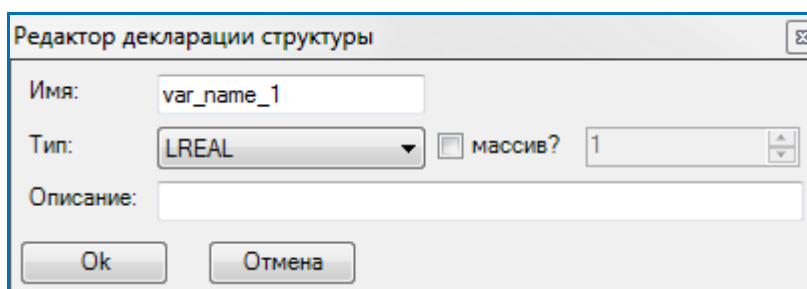 Редактор декларации структуры
Имя: var_name_1
Тип: LREAL массив? 1
Описание:
Ok Отмена